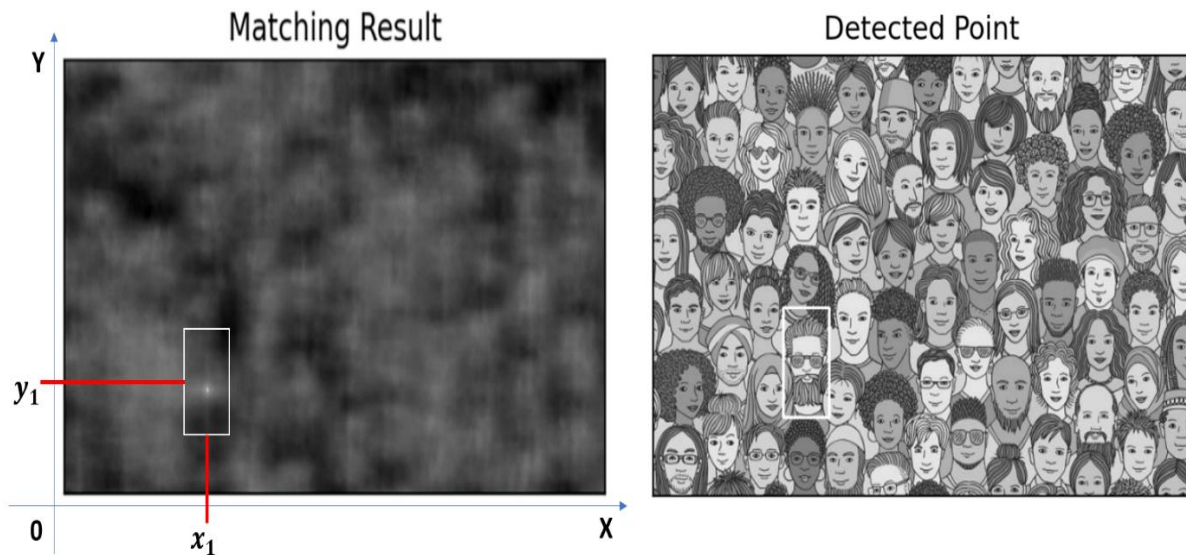 Matching Result
Detected Point
Y
y₁
0
x₁
X